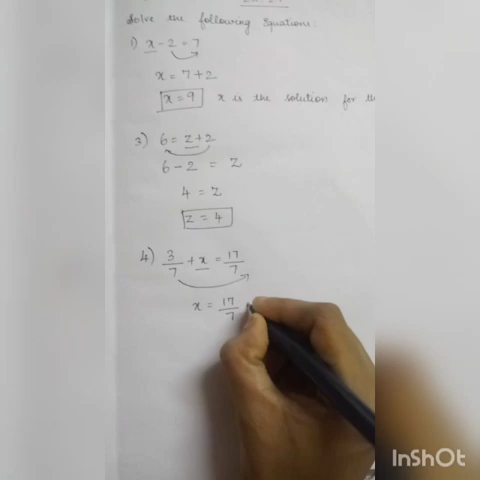 Solve the following Equations:
1) x - 2 = 7
x = 7 + 2
x = 9 x is the solution for the
3) 6 = z + 2
6 - 2 = z
4 = z
z = 4
4) 3/7 + x = 17/7
x = 17/7
InShOt